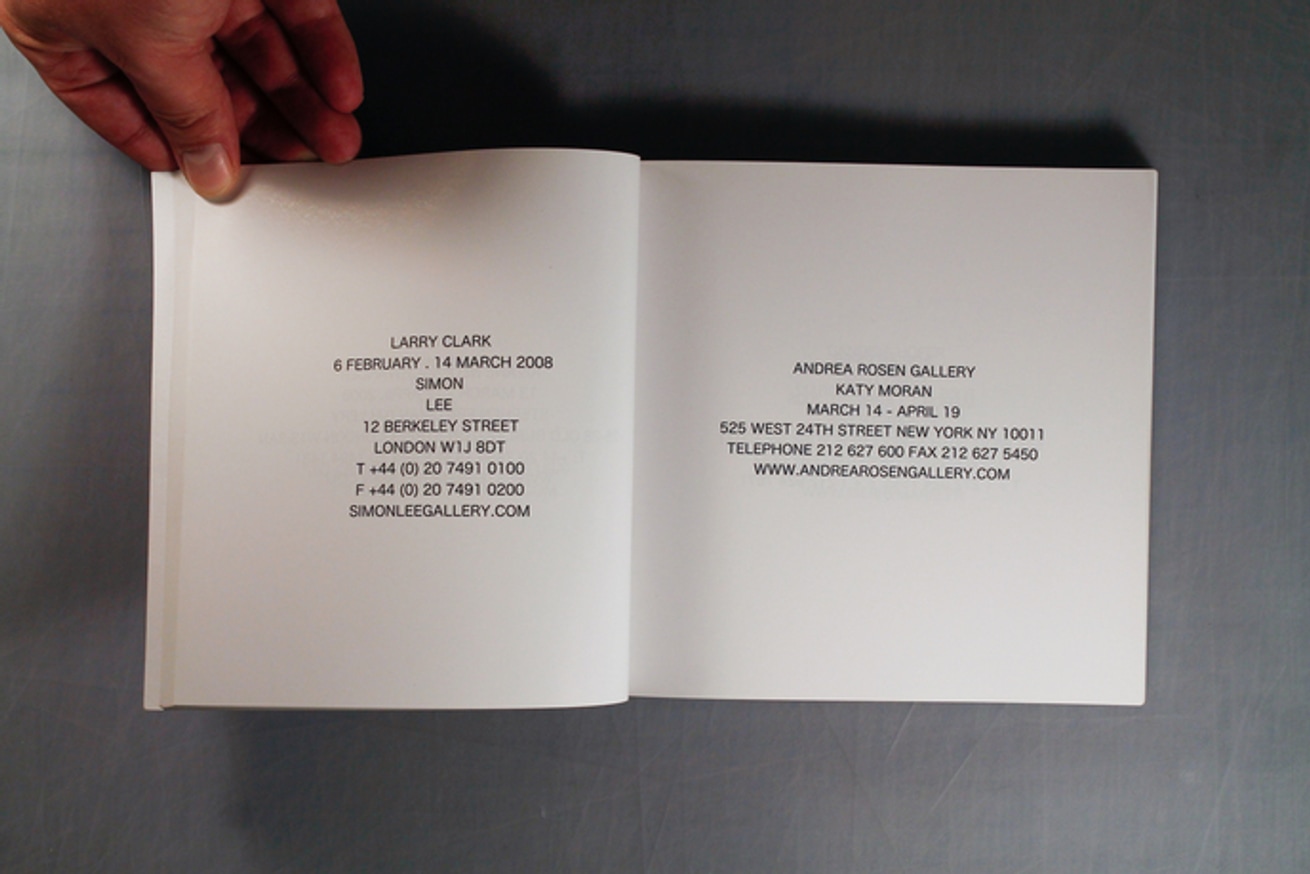 LARRY CLARK
6 FEBRUARY . 14 MARCH 2008
SIMON
LEE
12 BERKELEY STREET
LONDON W1J 8DT
T +44 (0) 20 7491 0100
F +44 (0) 20 7491 0200
SIMONLEEGALLERY.COM
ANDREA ROSEN GALLERY
KATY MORAN
MARCH 14 - APRIL 19
525 WEST 24TH STREET NEW YORK NY 10011
TELEPHONE 212 627 600 FAX 212 627 5450
WWW.ANDREAROSENGALLERY.COM